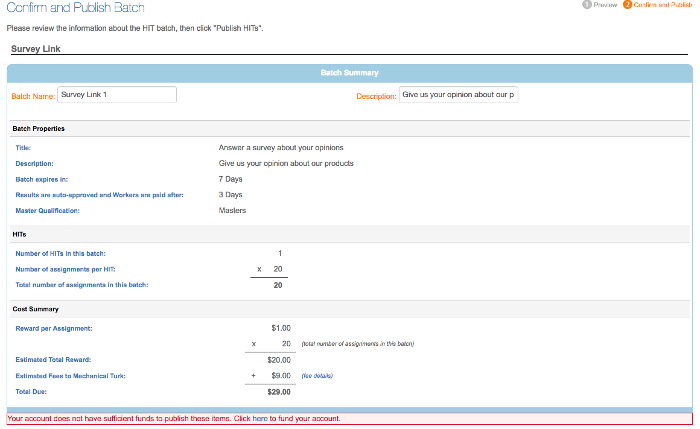 Confirm and Publish Batch
1 Preview 2 Confirm and Publish
Please review the information about the HIT batch, then click "Publish HITs".
Survey Link
Batch Summary
Batch Name: Survey Link 1 Description: Give us your opinion about our p
Batch Properties
Title: Answer a survey about your opinions
Description: Give us your opinion about our products
Batch expires in: 7 Days
Results are auto-approved and Workers are paid after: 3 Days
Master Qualification: Masters
HITs
Number of HITs in this batch: 1
Number of assignments per HIT: x 20
Total number of assignments in this batch: 20
Cost Summary
Reward per Assignment: $1.00
x 20 (total number of assignments in this batch)
Estimated Total Reward: $20.00
Estimated Fees to Mechanical Turk: + $9.00 (fee details)
Total Due: $29.00
Your account does not have sufficient funds to publish these items. Click here to fund your account.